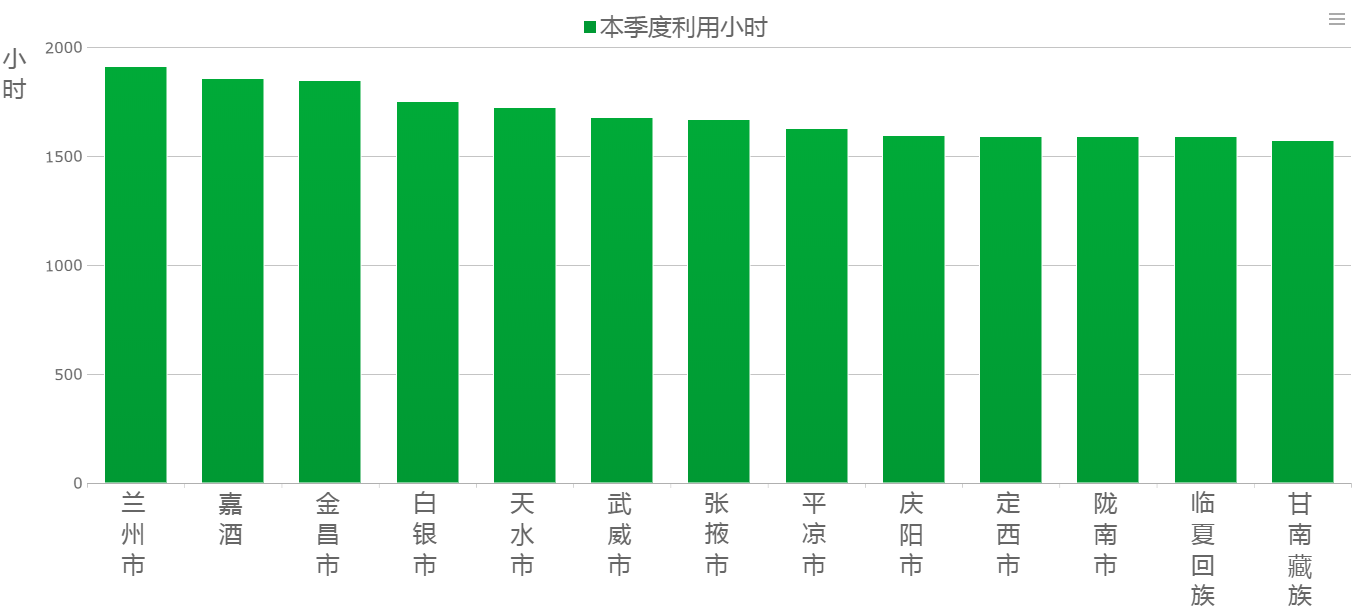 本季度利用小时
小时
2000
1500
1000
500
0
兰州市
嘉酒
金昌市
白银市
天水市
武威市
张掖市
平凉市
庆阳市
定西市
陇南市
临夏回族
甘南藏族